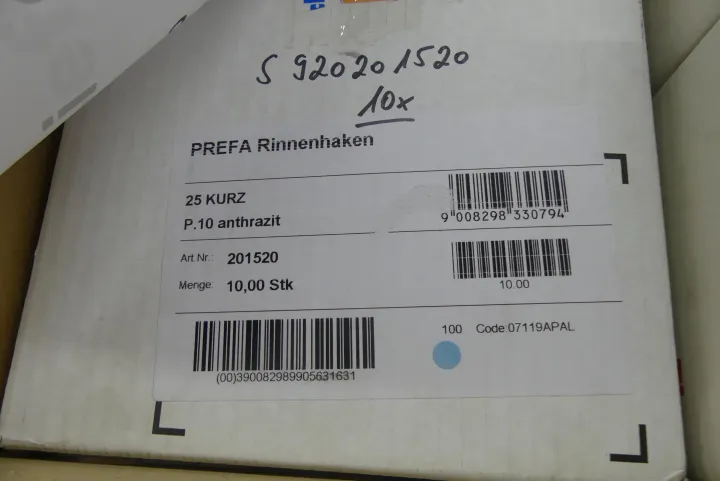 S 920201520
10x
PREFA Rinnenhaken
25 KURZ
P.10 anthrazit
9 008298 330794
Art.Nr.: 201520
Menge: 10,00 Stk
10.00
100 Code:07119APAL
(00)390082989905631631